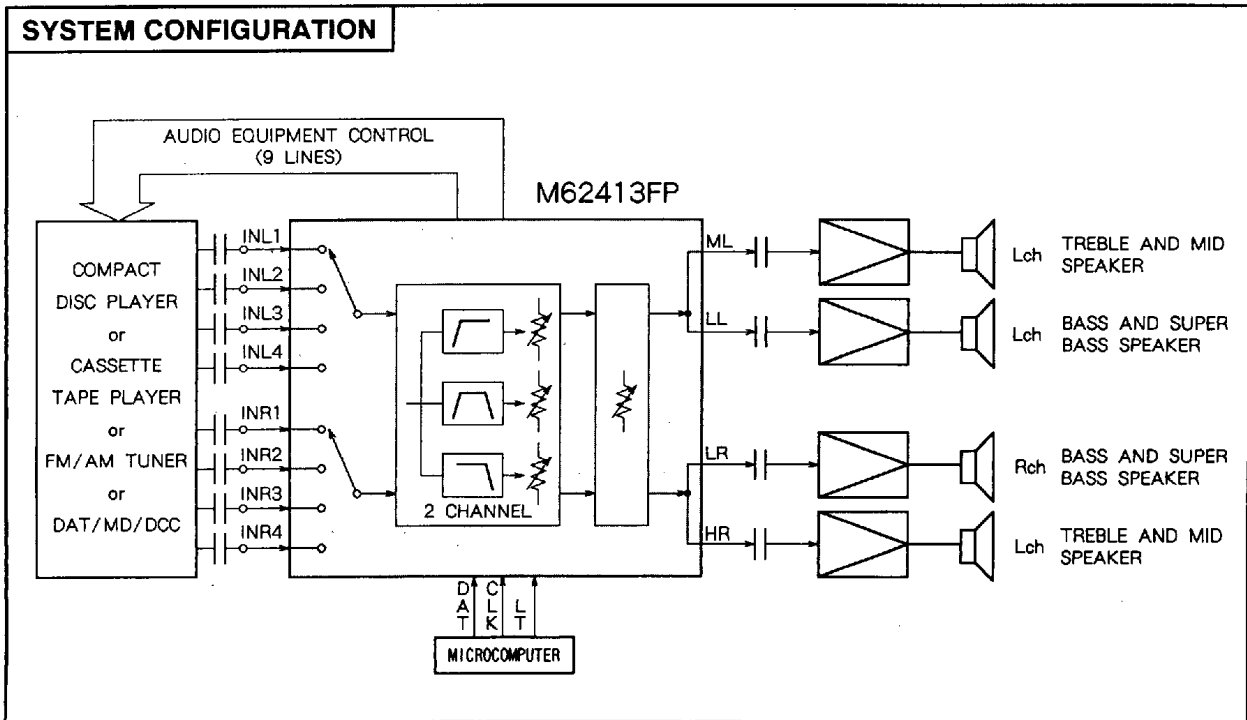 SYSTEM CONFIGURATION
AUDIO EQUIPMENT CONTROL
(9 LINES)
M62413FP
COMPACT
DISC PLAYER
or
CASSETTE
TAPE PLAYER
or
FM/AM TUNER
or
DAT/MD/DCC
INL1
INL2
INL3
INL4
INR1
INR2
INR3
INR4
2 CHANNEL
ML
LL
LR
HR
Lch TREBLE AND MID
SPEAKER
Lch BASS AND SUPER
BASS SPEAKER
Rch BASS AND SUPER
BASS SPEAKER
Lch TREBLE AND MID
SPEAKER
DAT
CLK
LT
MICROCOMPUTER